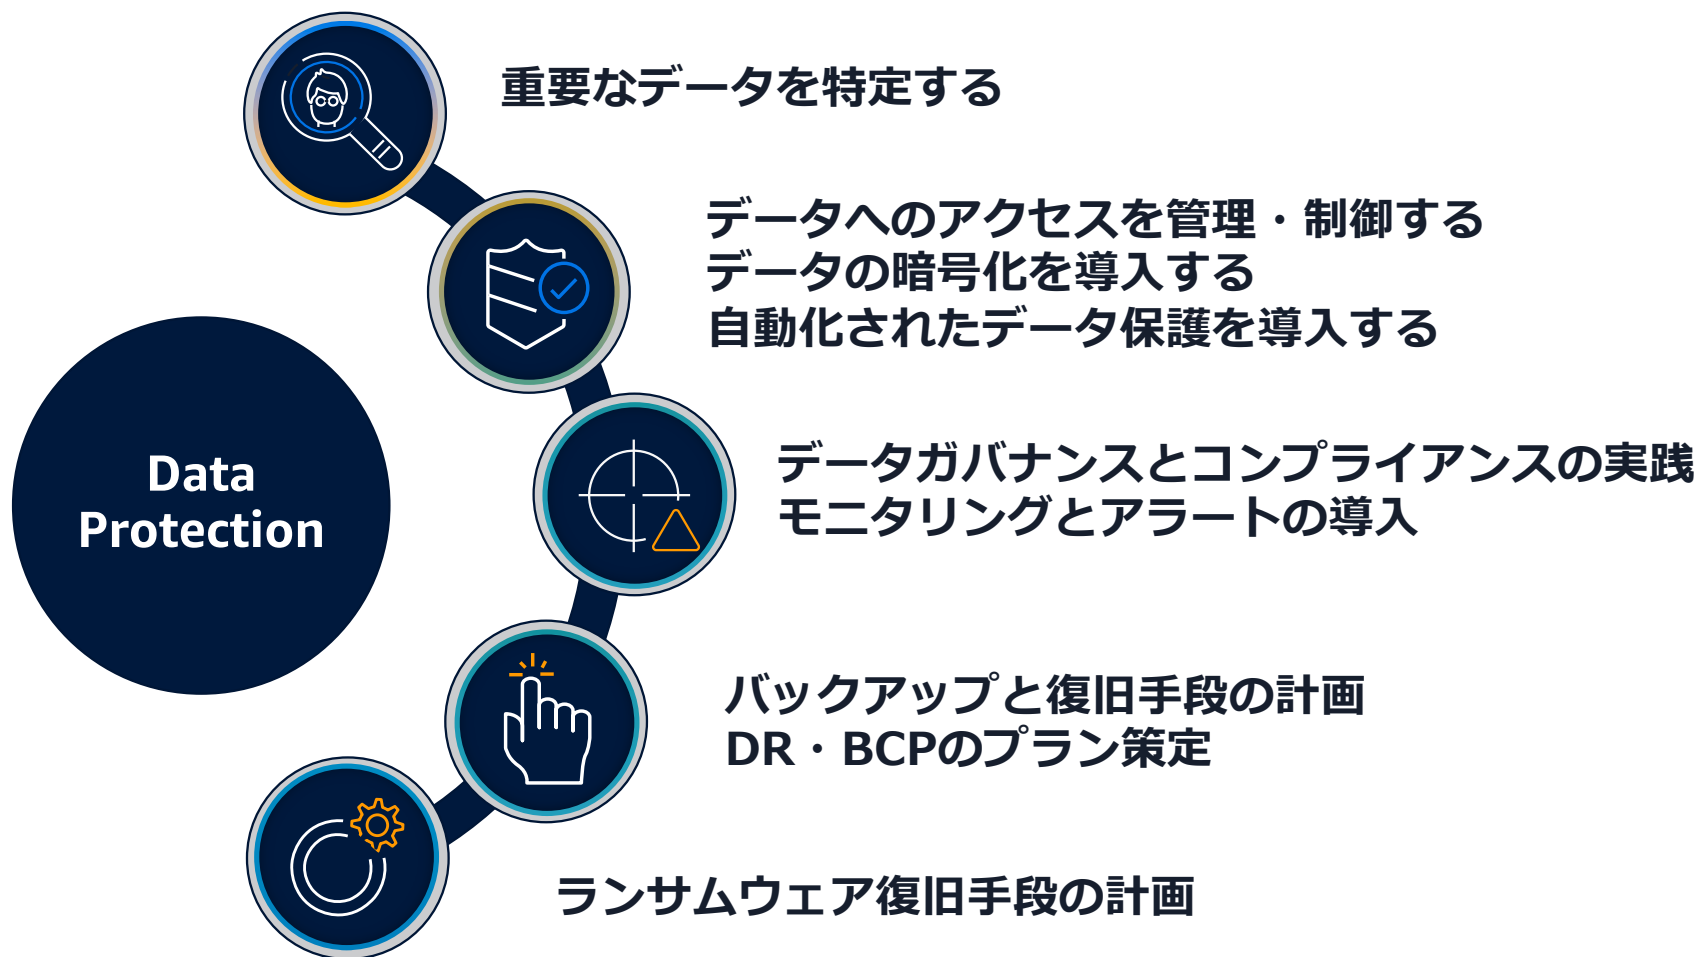 重要なデータを特定する
データへのアクセスを管理・制御する
データの暗号化を導入する
自動化されたデータ保護を導入する
Data
Protection
データガバナンスとコンプライアンスの実践
モニタリングとアラートの導入
バックアップと復旧手段の計画
DR・BCPのプラン策定
ランサムウェア復旧手段の計画